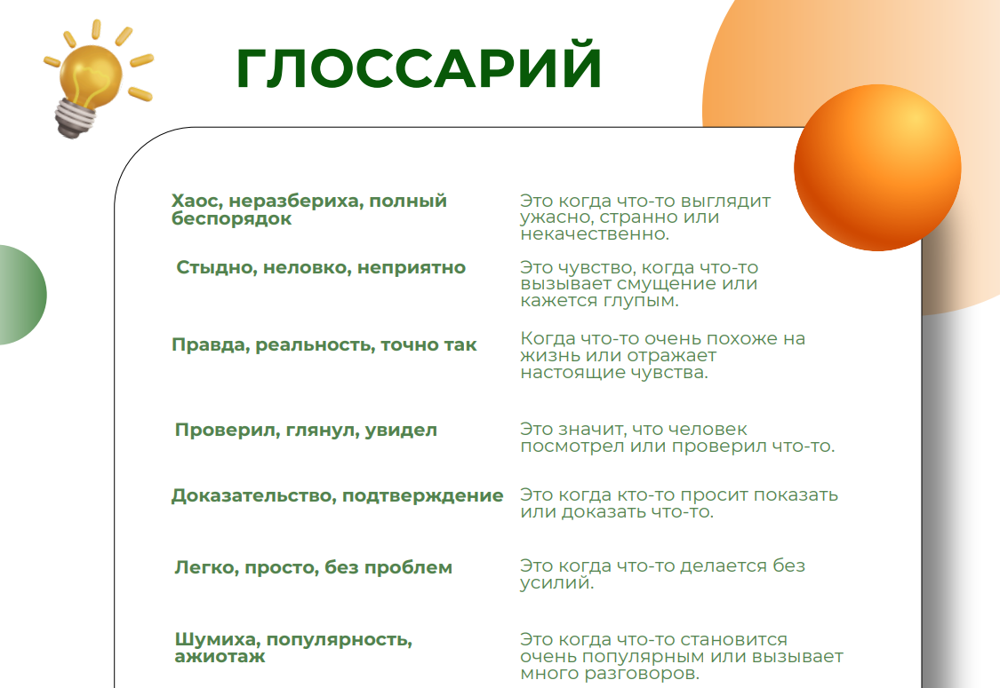 ГЛОССАРИЙ
Хаос, неразбериха, полный
беспорядок
Это когда что-то выглядит
ужасно, странно или
некачественно.
Стыдно, неловко, неприятно
Это чувство, когда что-то
вызывает смущение или
кажется глупым.
Правда, реальность, точно так
Когда что-то очень похоже на
жизнь или отражает
настоящие чувства.
Проверил, глянул, увидел
Это значит, что человек
посмотрел или проверил что-то.
Доказательство, подтверждение
Это когда кто-то просит показать
или доказать что-то.
Легко, просто, без проблем
Это когда что-то делается без
усилий.
Шумиха, популярность,
ажиотаж
Это когда что-то становится
очень популярным или вызывает
много разговоров.